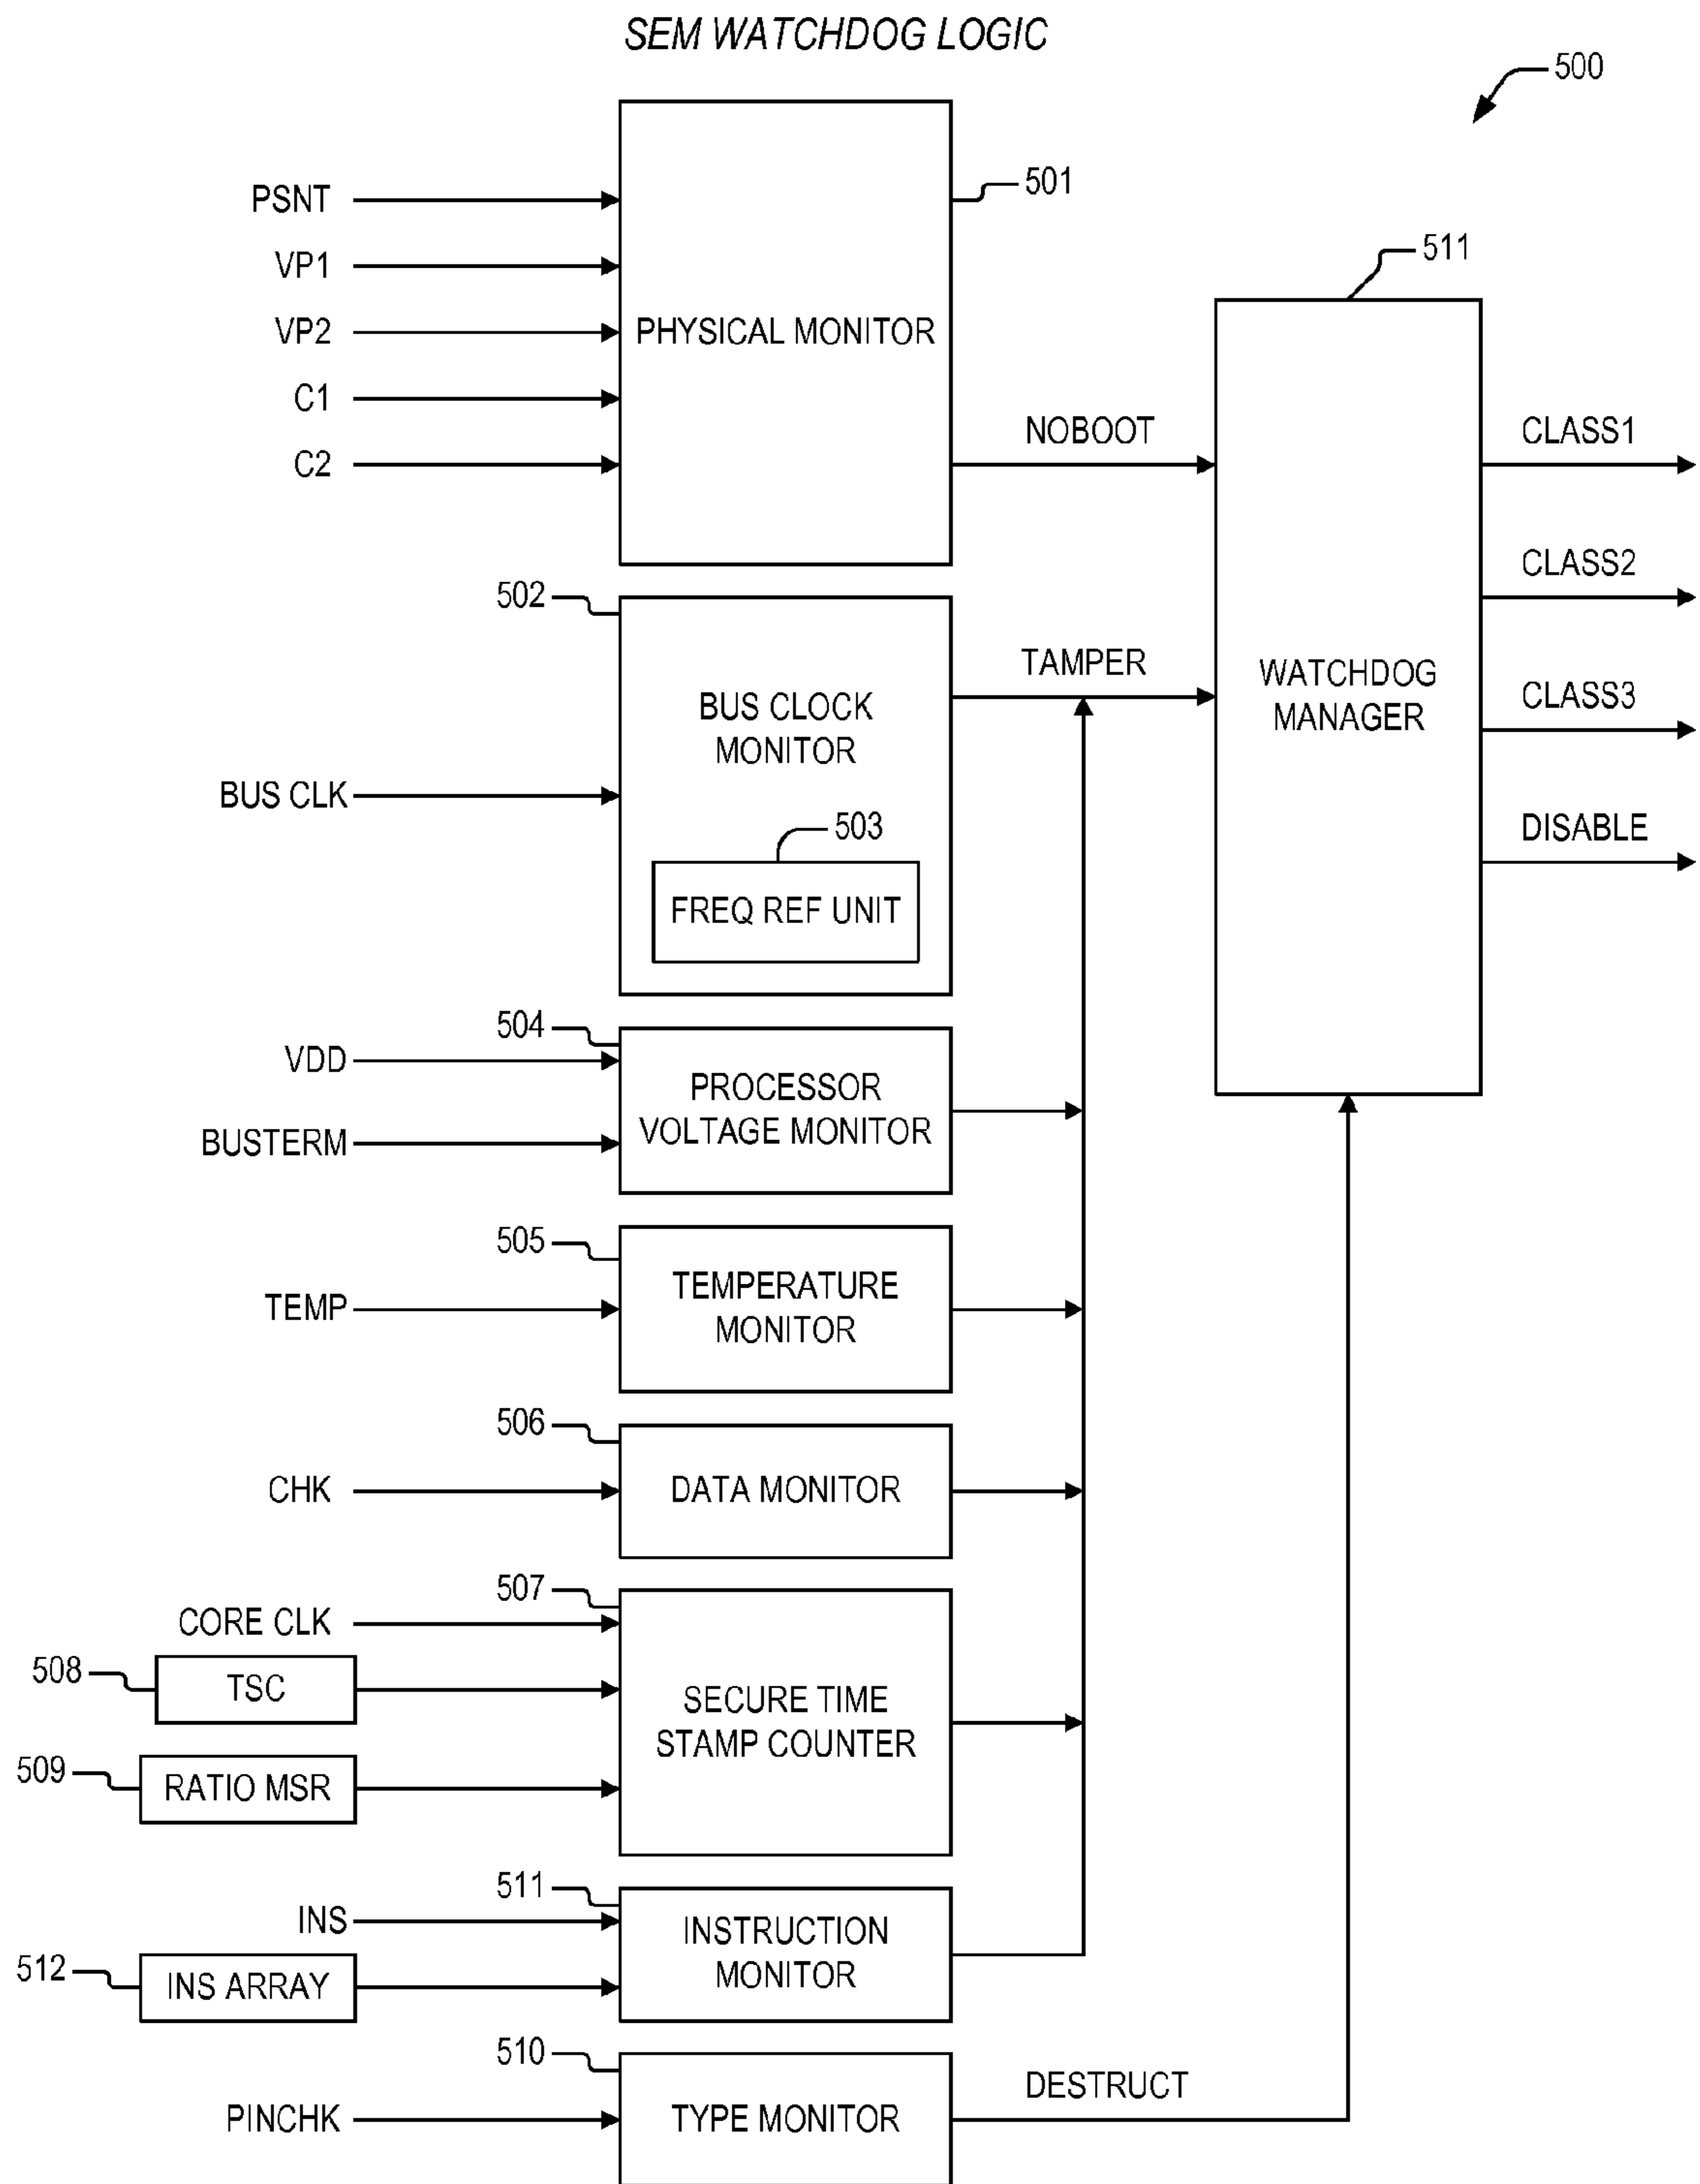 SEM WATCHDOG LOGIC
500
501
PSNT
VP1
VP2
C1
C2
PHYSICAL MONITOR
NOBOOT
511
WATCHDOG
MANAGER
CLASS1
CLASS2
CLASS3
DISABLE
502
BUS CLK
BUS CLOCK
MONITOR
503
FREQ REF UNIT
TAMPER
504
VDD
BUSTERM
PROCESSOR
VOLTAGE MONITOR
505
TEMP
TEMPERATURE
MONITOR
506
CHK
DATA MONITOR
507
CORE CLK
508
TSC
509
RATIO MSR
SECURE TIME
STAMP COUNTER
511
INS
512
INS ARRAY
INSTRUCTION
MONITOR
510
PINCHK
TYPE MONITOR
DESTRUCT